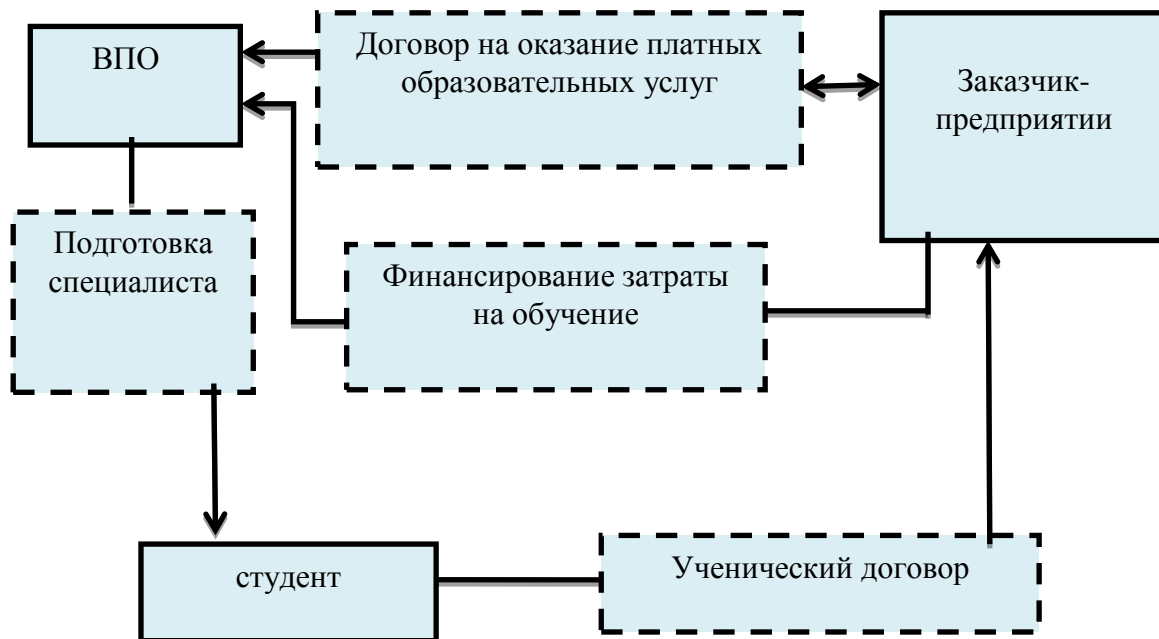 ВПО
Договор на оказание платных
образовательных услуг
Заказчик-
предприятии
Подготовка
специалиста
Финансирование затраты
на обучение
студент
Ученический договор